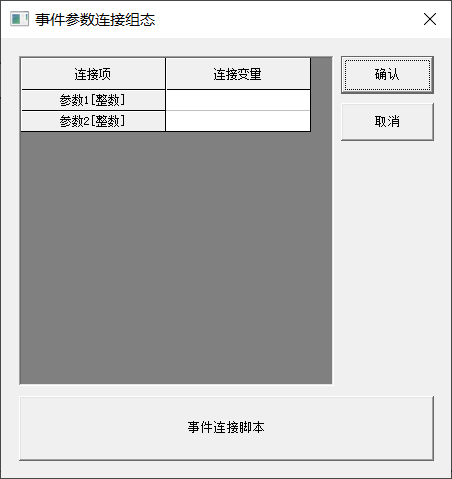 事件参数连接组态
连接项 连接变量
参数1[整数]
参数2[整数]
确认
取消
事件连接脚本